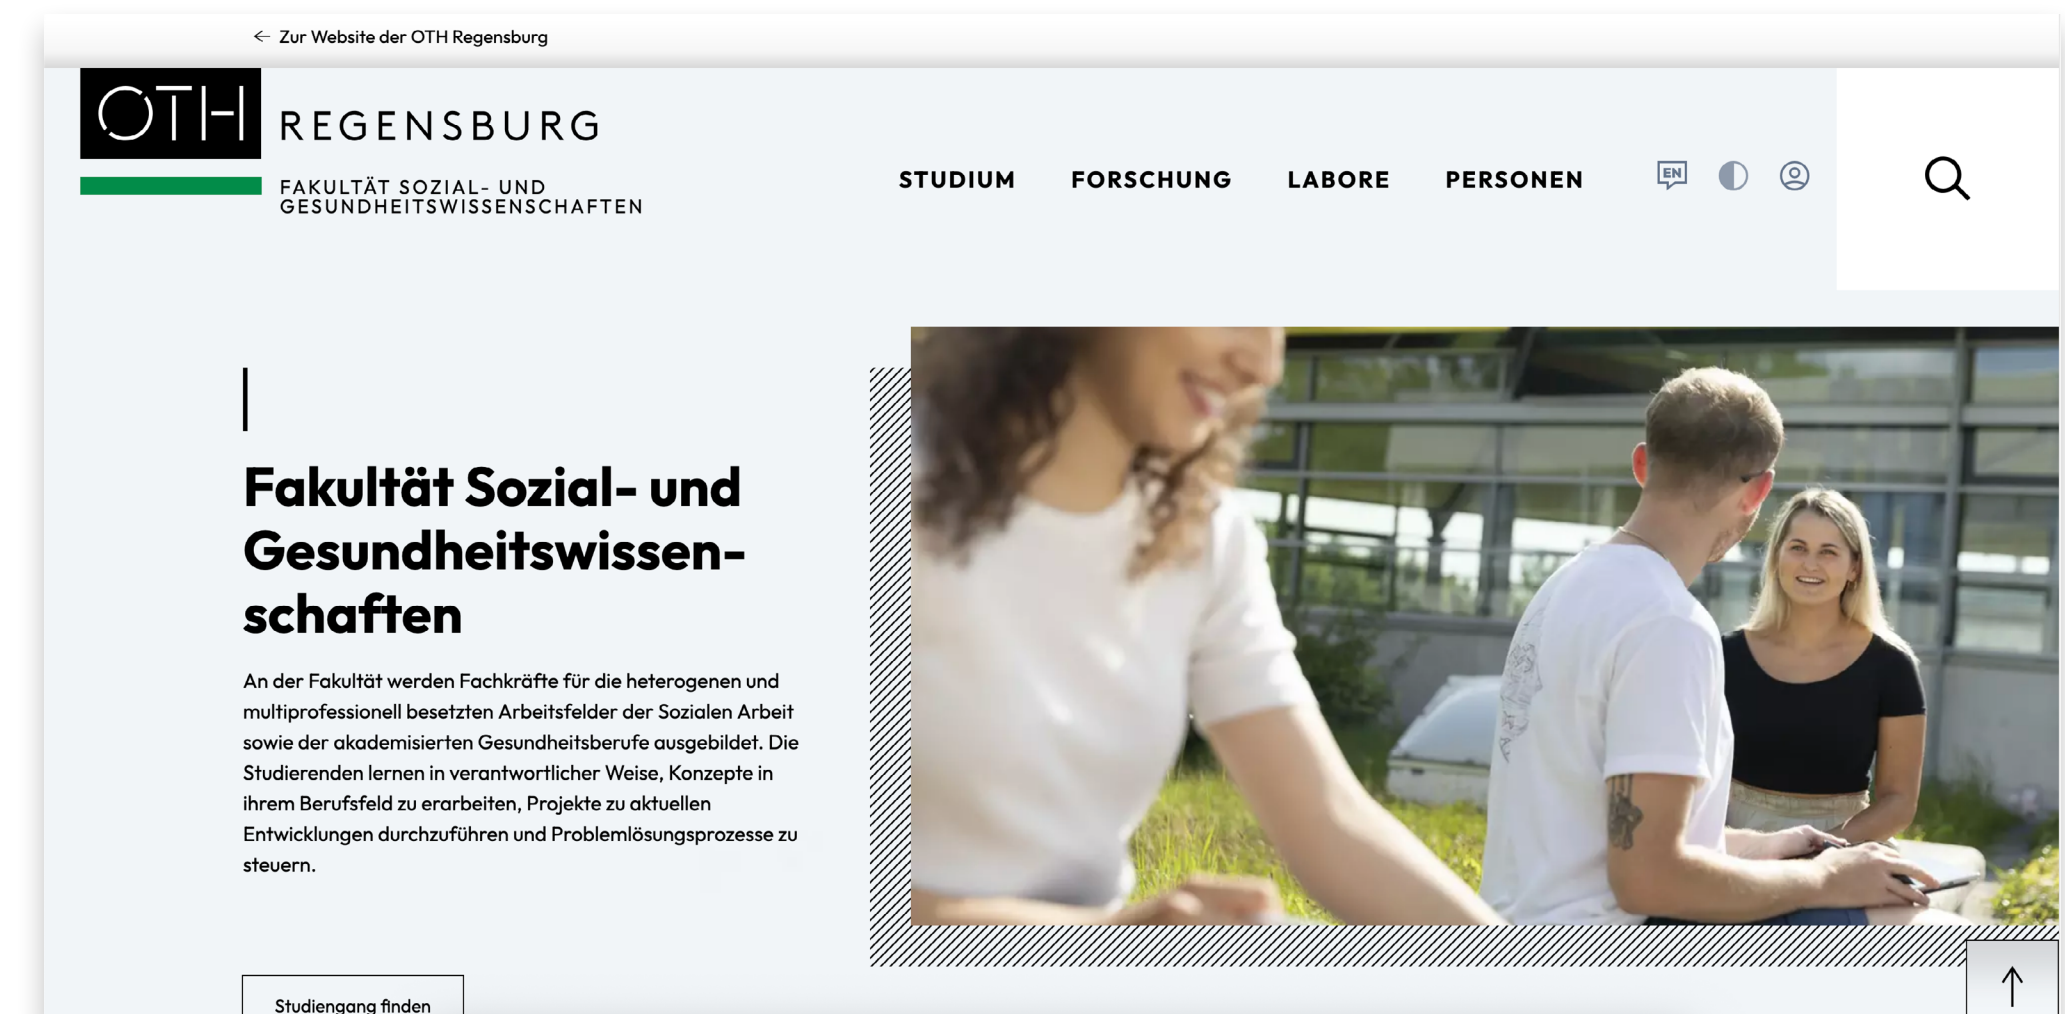 ← Zur Website der OTH Regensburg
OTH REGENSBURG
FAKULTÄT SOZIAL- UND
GESUNDHEITSWISSENSCHAFTEN
STUDIUM FORSCHUNG LABORE PERSONEN EN
Fakultät Sozial- und
Gesundheitswissen-
schaften
An der Fakultät werden Fachkräfte für die heterogenen und
multiprofessionell besetzten Arbeitsfelder der Sozialen Arbeit
sowie der akademisierten Gesundheitsberufe ausgebildet. Die
Studierenden lernen in verantwortlicher Weise, Konzepte in
ihrem Berufsfeld zu erarbeiten, Projekte zu aktuellen
Entwicklungen durchzuführen und Problemlösungsprozesse zu
steuern.
Studiengang finden